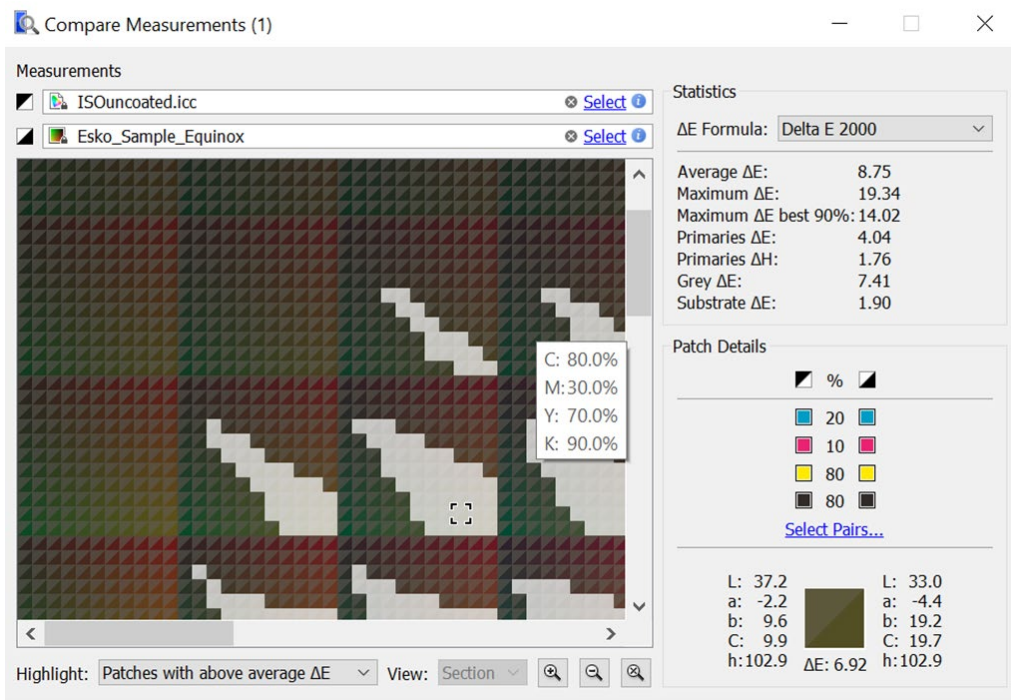 Compare Measurements (1)
Measurements
ISOuncoated.icc Select
Esko_Sample_Equinox Select
C: 80.0%
M:30.0%
Y: 70.0%
K: 90.0%
Highlight: Patches with above average ΔE View: Section
Statistics
ΔE Formula: Delta E 2000
Average ΔE: 8.75
Maximum ΔE: 19.34
Maximum ΔE best 90%: 14.02
Primaries ΔE: 4.04
Primaries ΔH: 1.76
Grey ΔE: 7.41
Substrate ΔE: 1.90
Patch Details
%
20
10
80
80
Select Pairs...
L: 37.2 L: 33.0
a: -2.2 a: -4.4
b: 9.6 b: 19.2
C: 9.9 C: 19.7
h:102.9 ΔE: 6.92 h:102.9